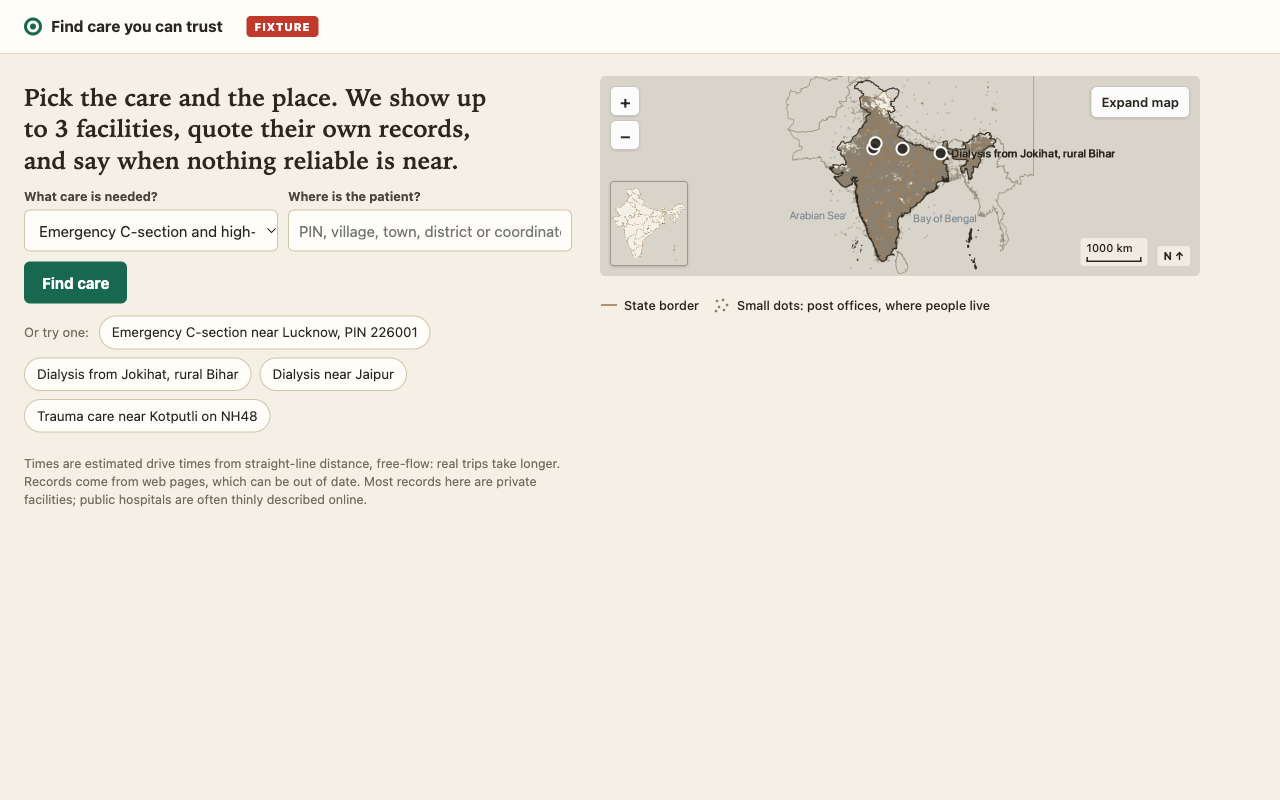 Find care you can trust
FIXTURE
Pick the care and the place. We show up
to 3 facilities, quote their own records,
and say when nothing reliable is near.
What care is needed?
Where is the patient?
Emergency C-section and high-
PIN, village, town, district or coordinat
Find care
Or try one:
Emergency C-section near Lucknow, PIN 226001
Dialysis from Jokihat, rural Bihar
Dialysis near Jaipur
Trauma care near Kotputli on NH48
Times are estimated drive times from straight-line distance, free-flow: real trips take longer.
Records come from web pages, which can be out of date. Most records here are private
facilities; public hospitals are often thinly described online.
+
−
Expand map
Dialysis from Jokihat, rural Bihar
Arabian Sea
Bay of Bengal
1000 km
N ↑
State border
Small dots: post offices, where people live